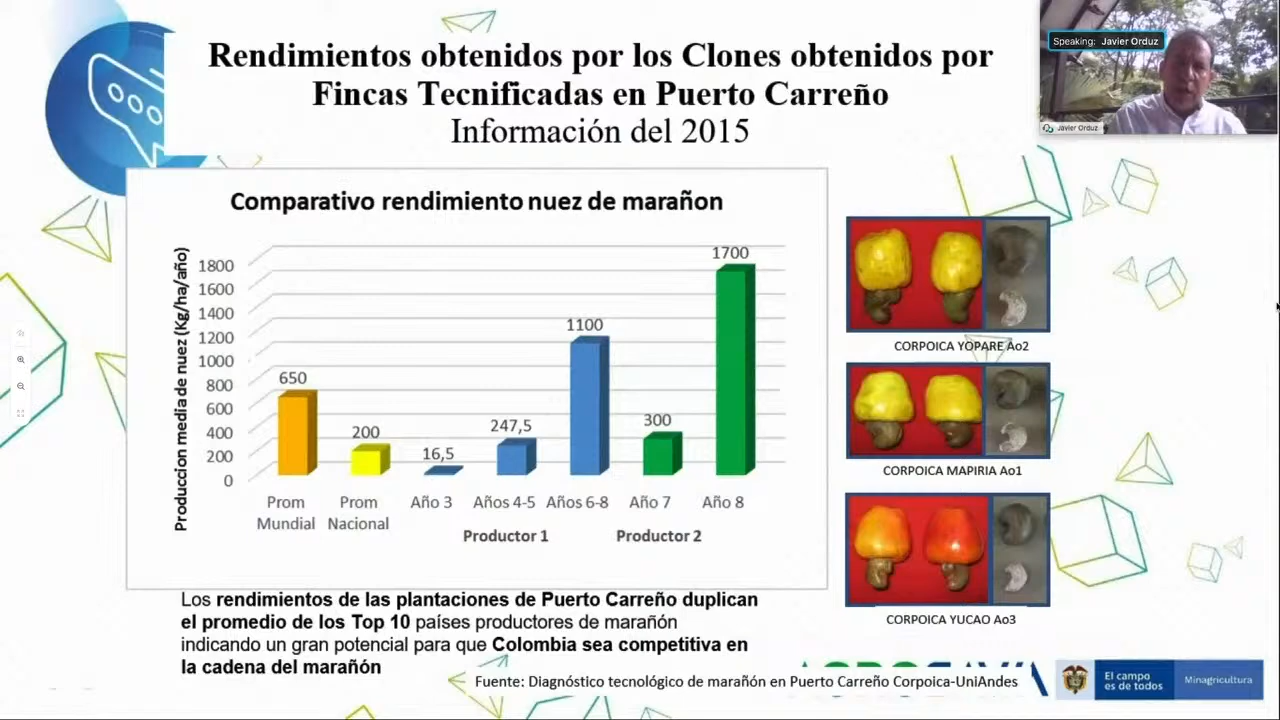 Rendimientos obtenidos por los Clones obtenidos por
Fincas Tecnificadas en Puerto Carreño
Información del 2015
Speaking: Javier Orduz
Javier Orduz
Comparativo rendimiento nuez de marañon
Produccion media de nuez (Kg/ha/año)
1800
1600
1400
1200
1000
800
600
400
200
0
650
200
16,5
247,5
1100
300
1700
Prom Mundial
Prom Nacional
Año 3
Años 4-5
Años 6-8
Año 7
Año 8
Productor 1
Productor 2
CORPOICA YOPARE Ao2
CORPOICA MAPIRIA Ao1
CORPOICA YUCAO Ao3
Los rendimientos de las plantaciones de Puerto Carreño duplican
el promedio de los Top 10 países productores de marañón
indicando un gran potencial para que Colombia sea competitiva en
la cadena del marañón
Fuente: Diagnóstico tecnológico de marañón en Puerto Carreño Corpoica-UniAndes
El campo
es de todos
Minagricultura